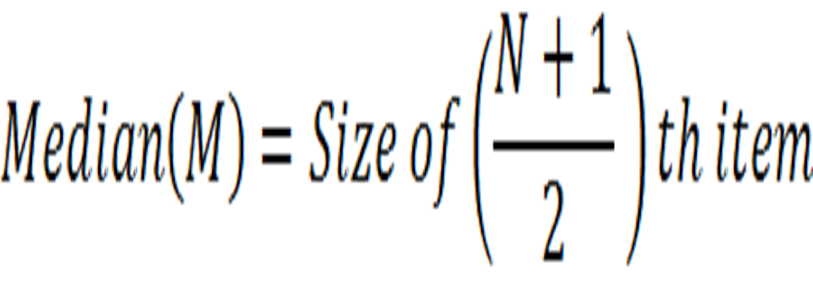 Median(M) = Size of ((N + 1)/2) th item